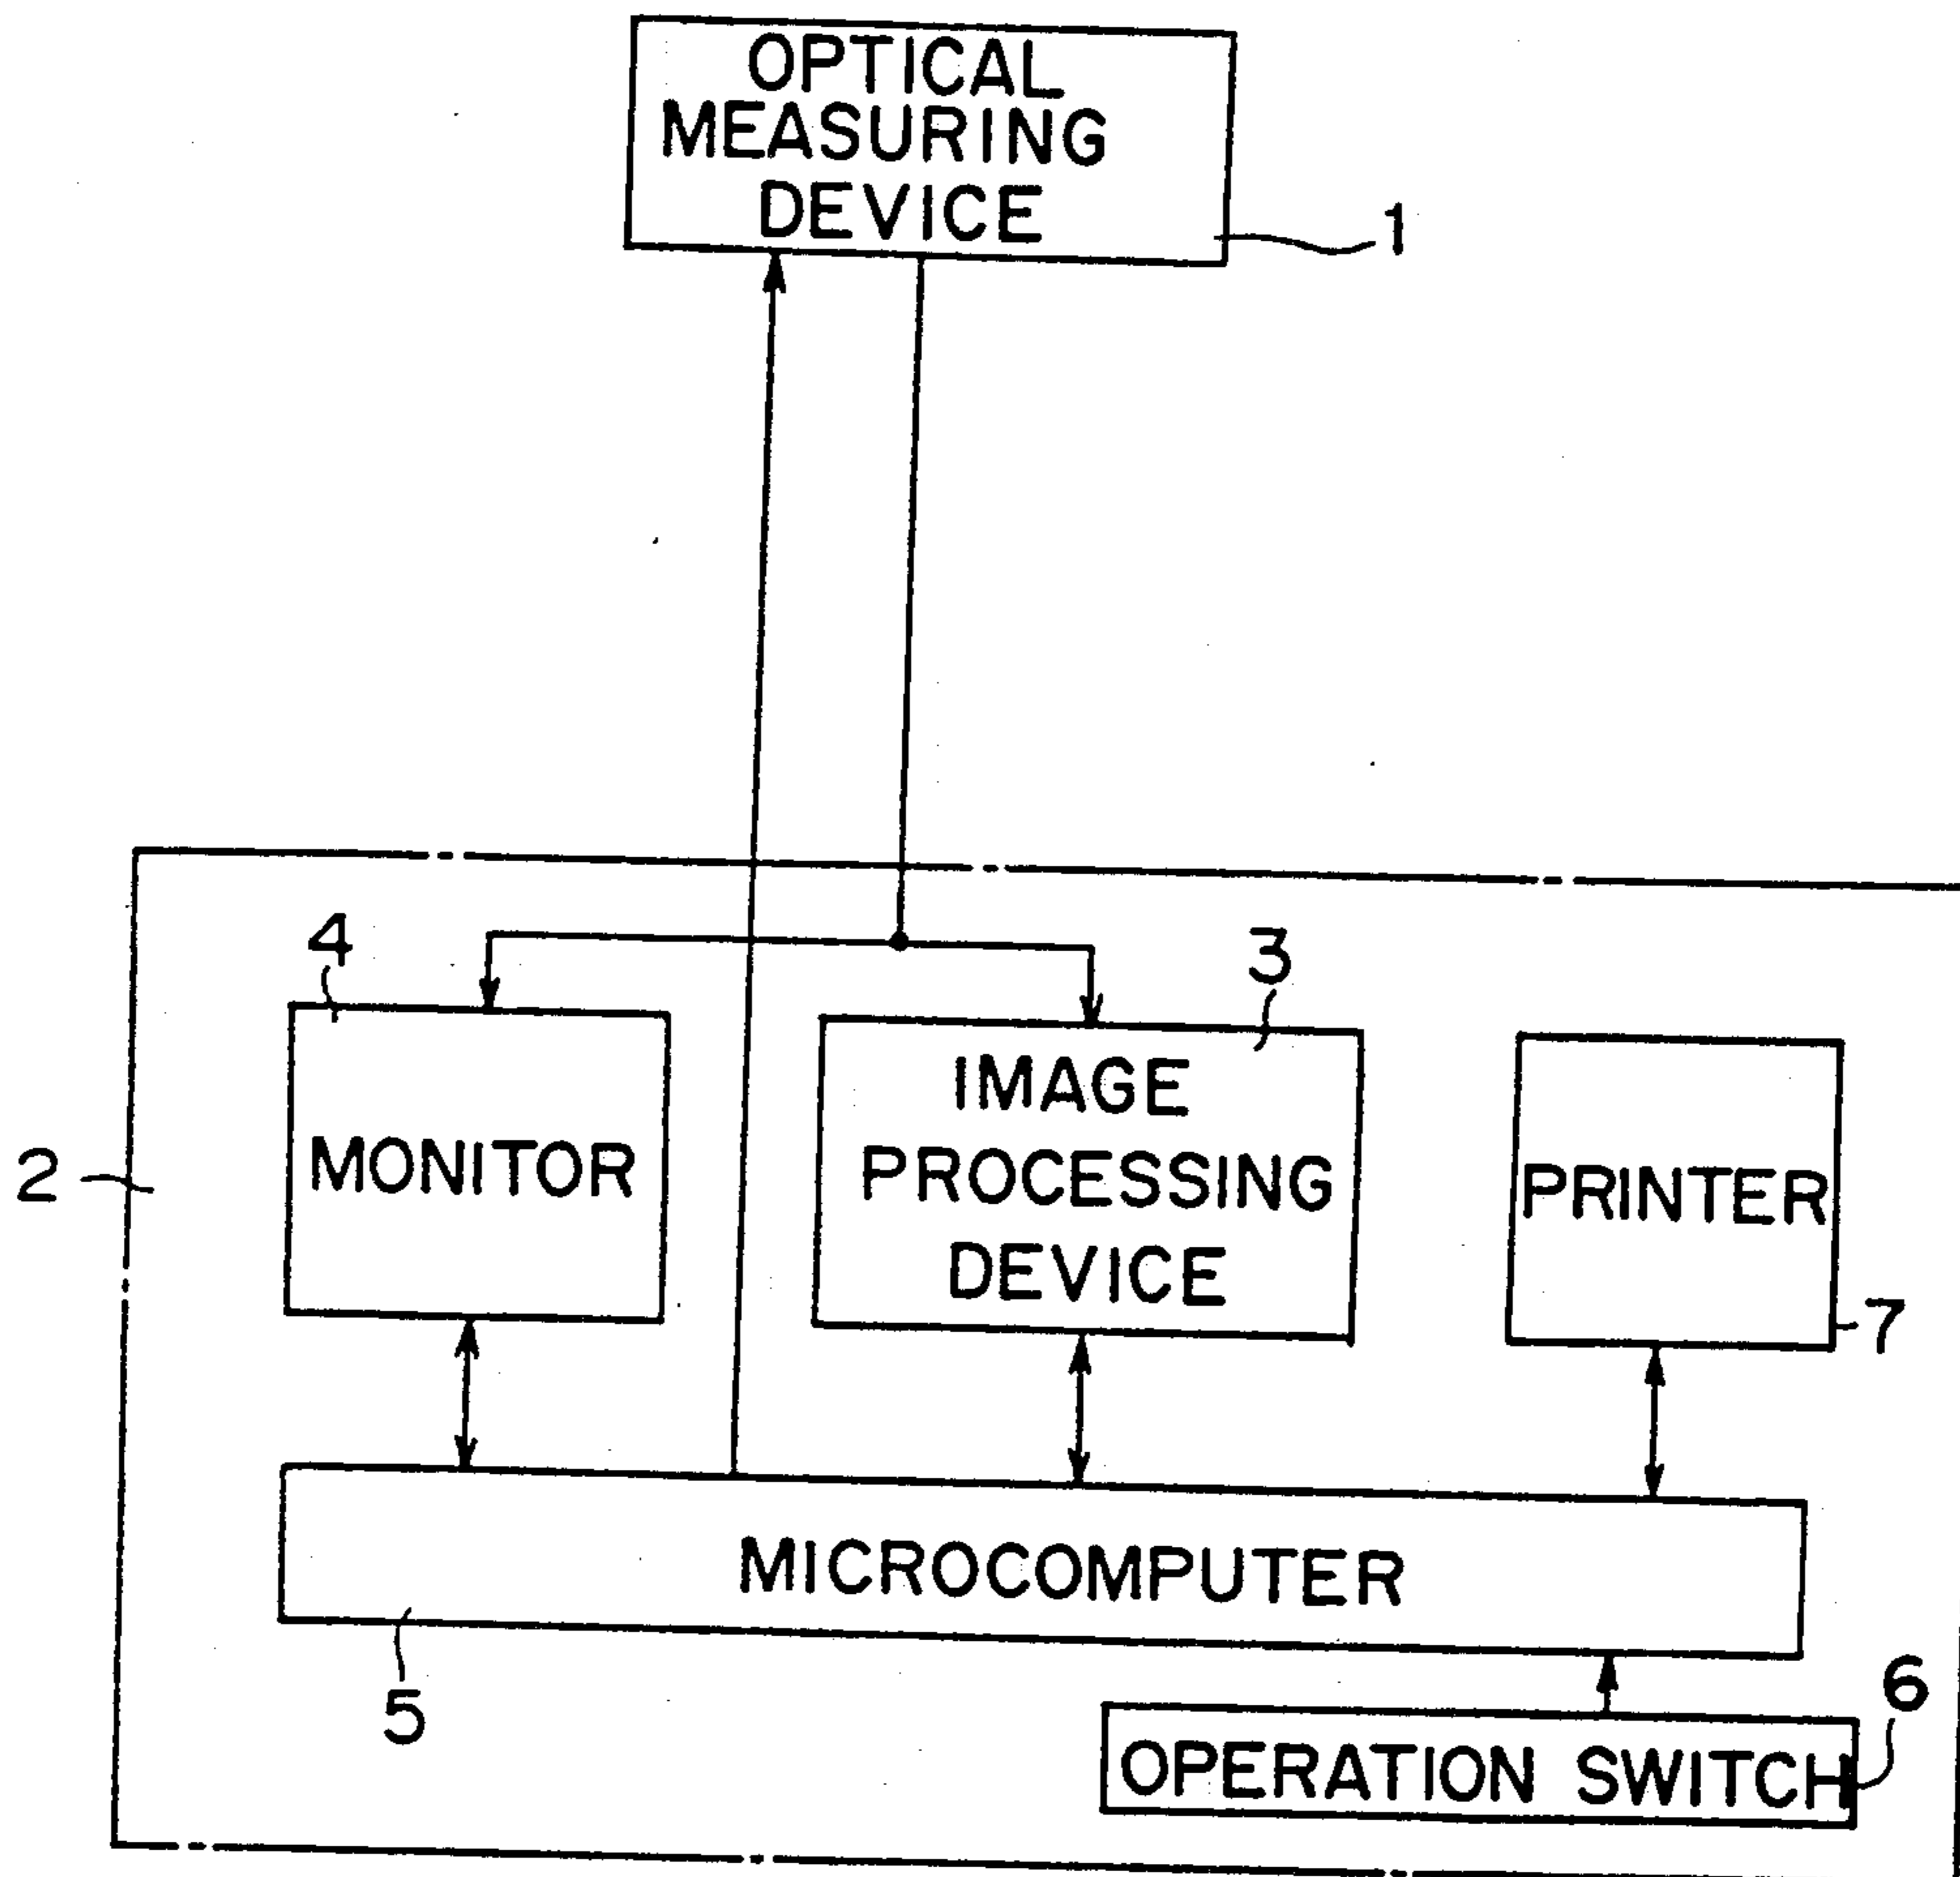 OPTICAL
MEASURING
DEVICE
1
4
3
2
MONITOR
IMAGE
PROCESSING
DEVICE
PRINTER
7
MICROCOMPUTER
5
6
OPERATION SWITCH